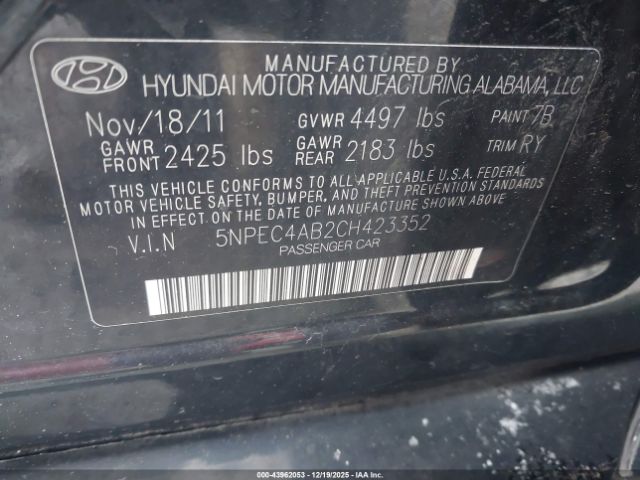 MANUFACTURED BY
HYUNDAI MOTOR MANUFACTURING ALABAMA, LLC
Nov/18/11 GVWR 4497 lbs PAINT 7B
GAWR FRONT 2425 lbs GAWR REAR 2183 lbs TRIM RY
THIS VEHICLE CONFORMS TO ALL APPLICABLE U.S.A. FEDERAL
MOTOR VEHICLE SAFETY, BUMPER, AND THEFT PREVENTION STANDARDS
IN EFFECT ON THE DATE OF MANUFACTURE SHOWN ABOVE.
V.I.N 5NPEC4AB2CH423352
PASSENGER CAR
000-43962053 - 12/19/2025 - IAAI.COM